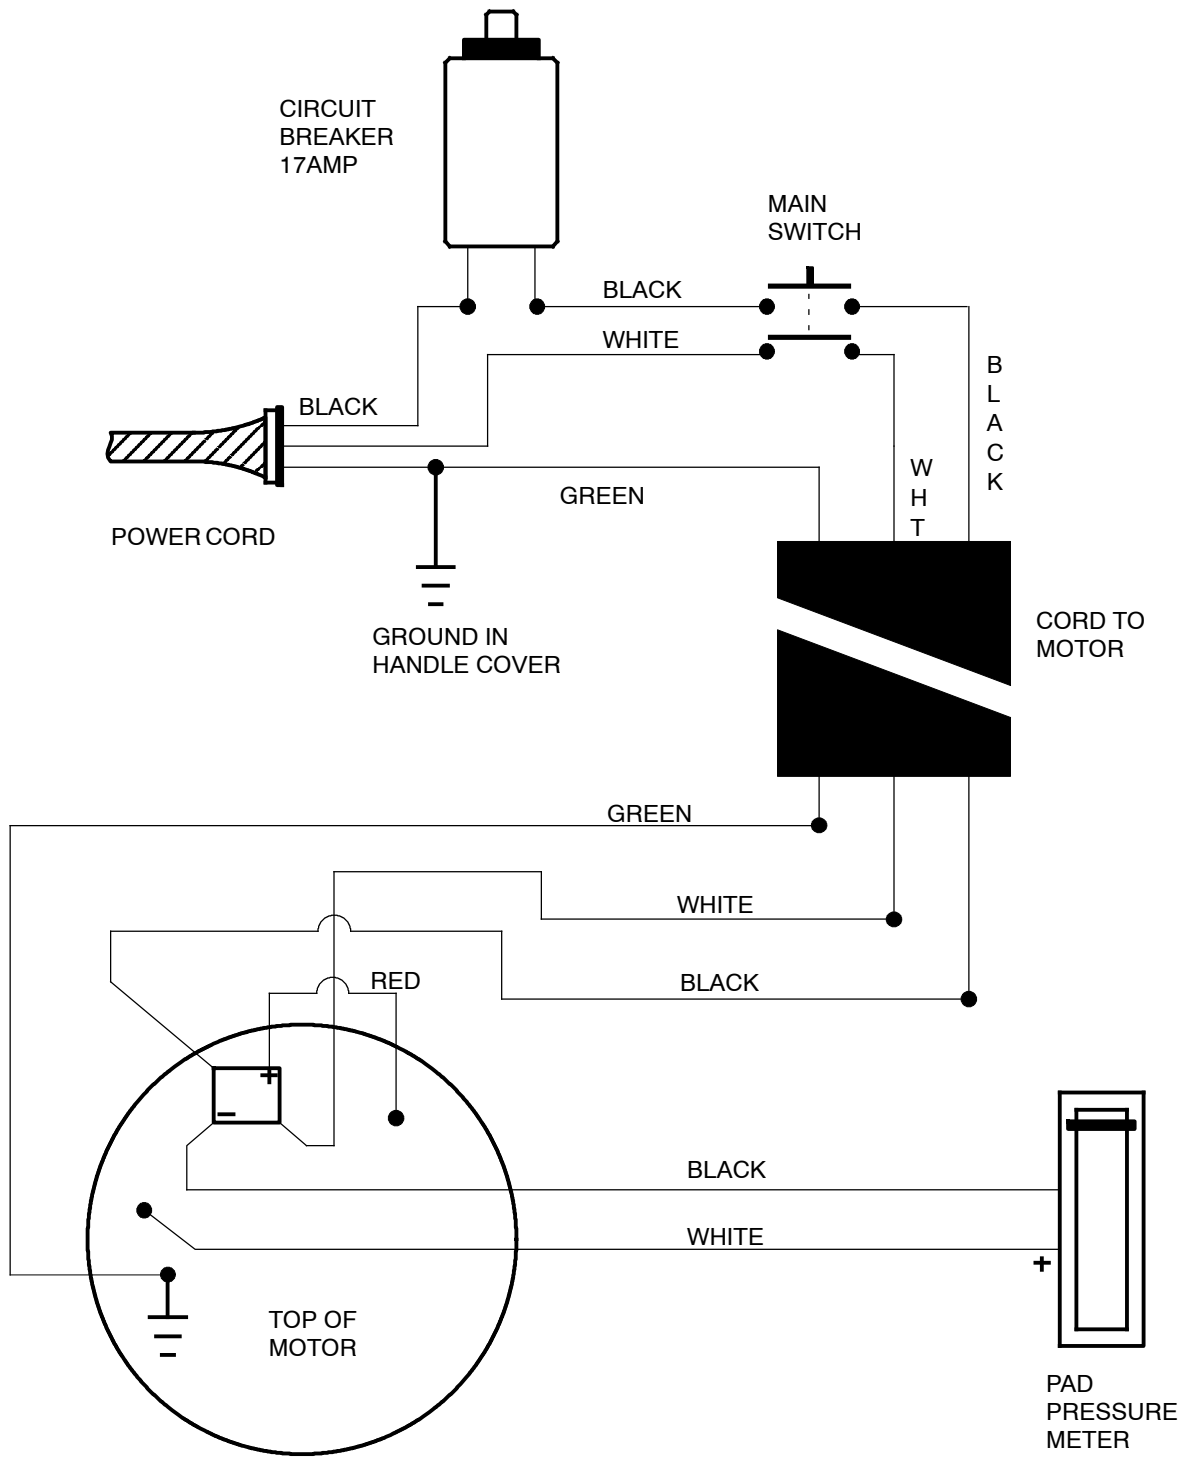 CIRCUIT
BREAKER
17AMP
MAIN
SWITCH
BLACK
WHITE
BLACK
B
L
A
C
K
W
H
T
GREEN
POWER CORD
GROUND IN
HANDLE COVER
CORD TO
MOTOR
GREEN
WHITE
RED
BLACK
+
−
BLACK
WHITE
+
TOP OF
MOTOR
PAD
PRESSURE
METER